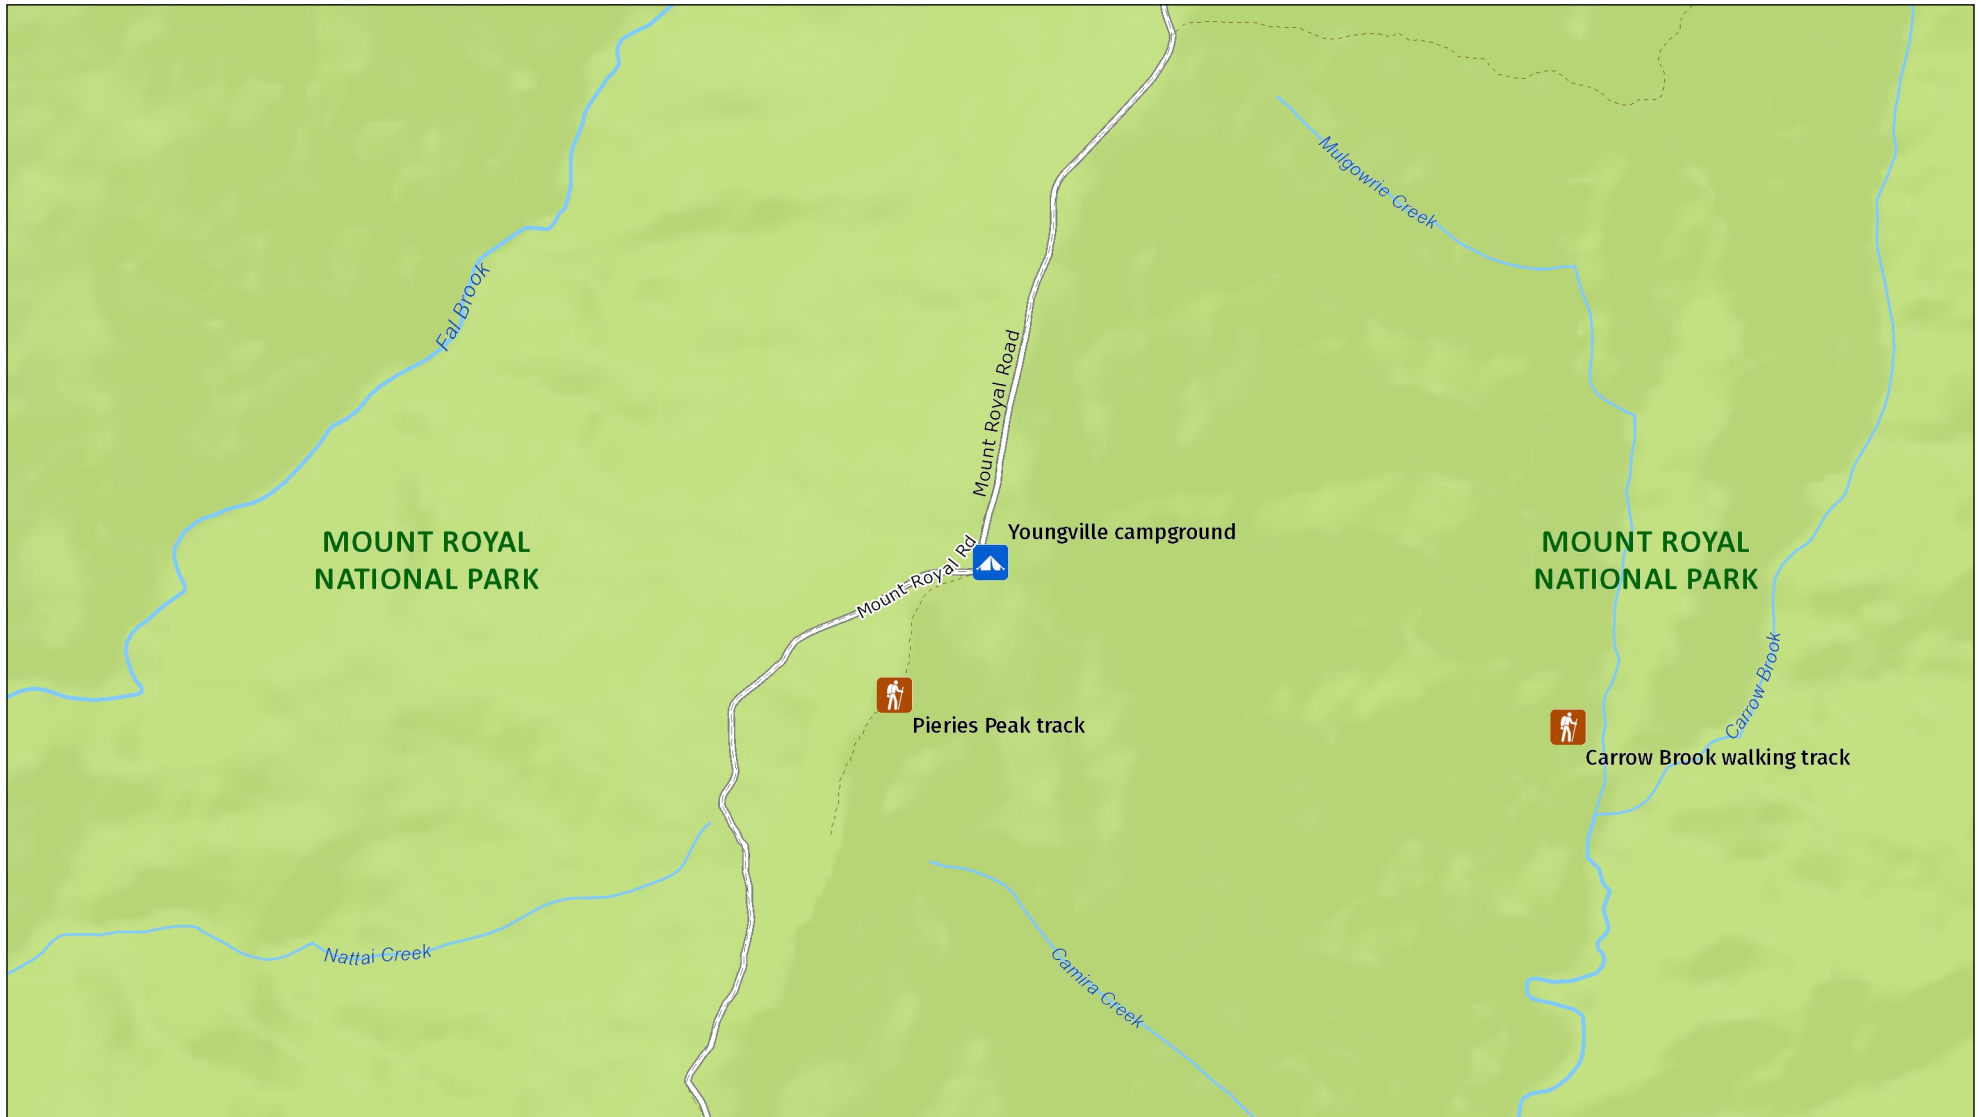 Mulgowrie Creek
Fal Brook
Mount Royal Road
Youngville campground
Mount Royal Rd
MOUNT ROYAL
NATIONAL PARK
MOUNT ROYAL
NATIONAL PARK
Carrow Brook
Pieries Peak track
Carrow Brook walking track
Nattai Creek
Camira Creek